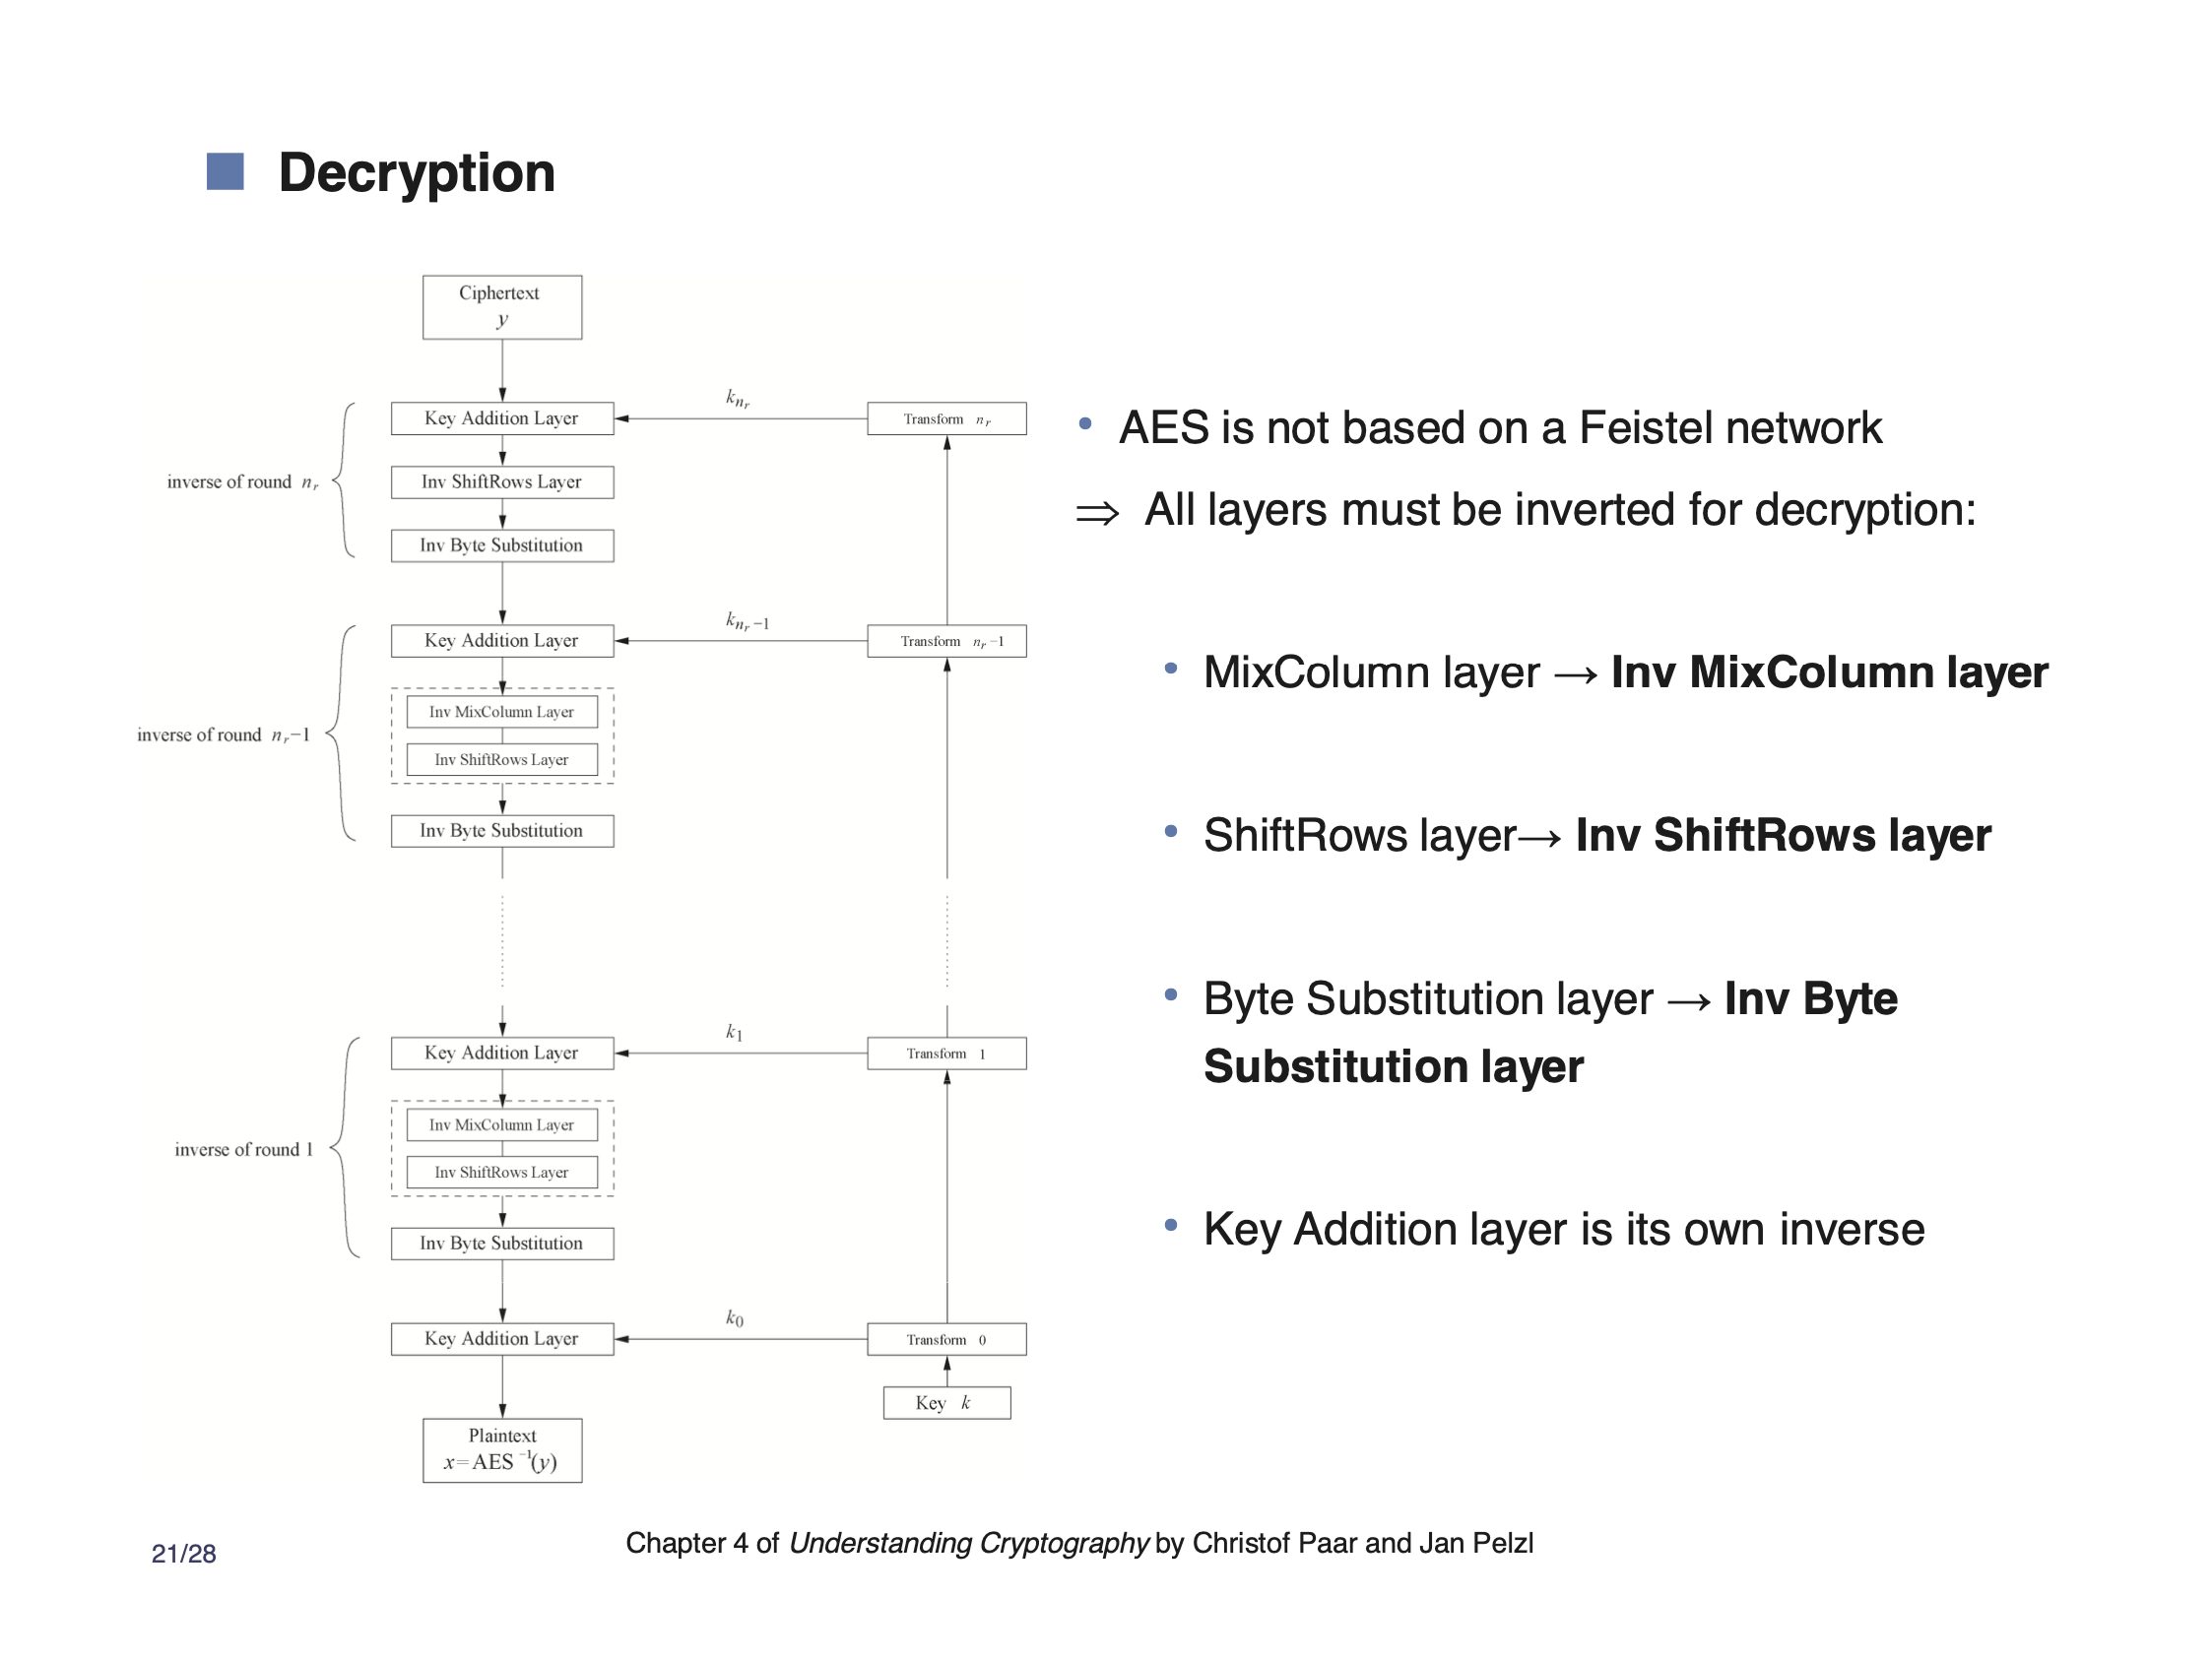 Decryption
Ciphertext
y
Key Addition Layer
k_{n_r}
Transform n_r
inverse of round n_r
Inv ShiftRows Layer
Inv Byte Substitution
Key Addition Layer
k_{n_r−1}
Transform n_r−1
inverse of round n_r−1
Inv MixColumn Layer
Inv ShiftRows Layer
Inv Byte Substitution
Key Addition Layer
k_1
Transform 1
inverse of round 1
Inv MixColumn Layer
Inv ShiftRows Layer
Inv Byte Substitution
Key Addition Layer
k_0
Transform 0
Key k
Plaintext
x=AES⁻¹(y)
• AES is not based on a Feistel network
⇒ All layers must be inverted for decryption:
• MixColumn layer → Inv MixColumn layer
• ShiftRows layer→ Inv ShiftRows layer
• Byte Substitution layer → Inv Byte
Substitution layer
• Key Addition layer is its own inverse
21/28
Chapter 4 of Understanding Cryptography by Christof Paar and Jan Pelzl